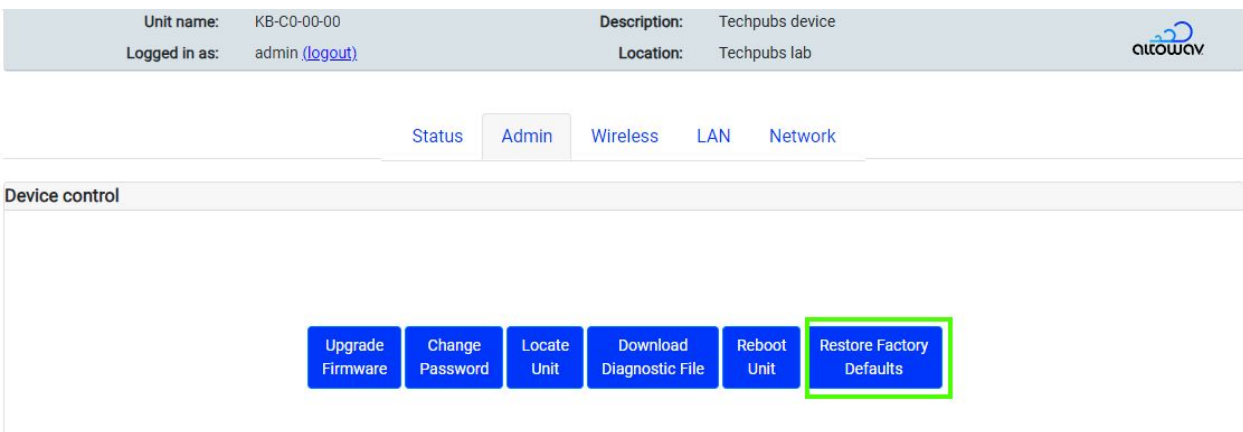 Unit name: KB-C0-00-00 Description: Techpubs device
Logged in as: admin (logout) Location: Techpubs lab
altowav
Status Admin Wireless LAN Network
Device control
Upgrade Firmware
Change Password
Locate Unit
Download Diagnostic File
Reboot Unit
Restore Factory Defaults